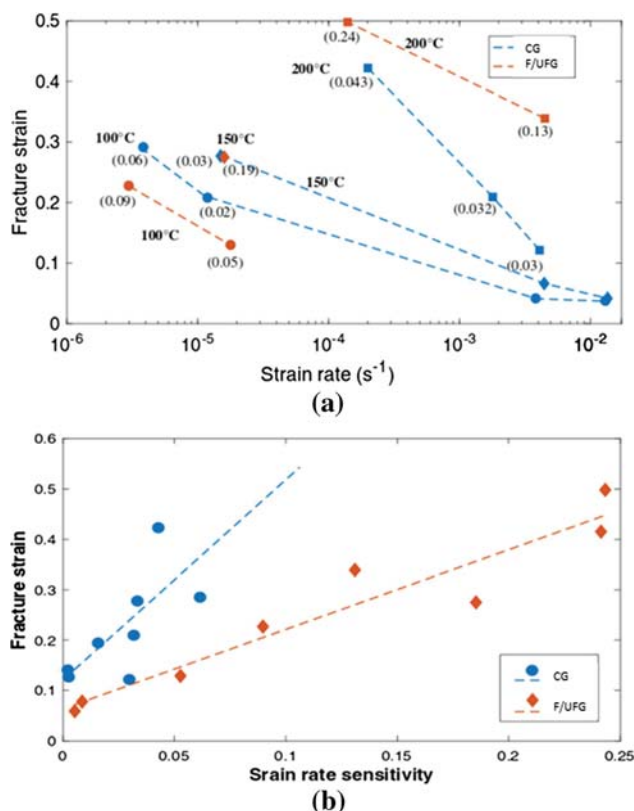 0.5
0.4
0.3
0.2
0.1
0
Fracture strain
(0.24)
200°C
CG
F/UFG
200°C
(0.043)
(0.13)
100°C
150°C
(0.06)
(0.03)
(0.19)
150°C
(0.09)
(0.02)
(0.032)
100°C
(0.05)
(0.03)
10⁻⁶ 10⁻⁵ 10⁻⁴ 10⁻³ 10⁻²
Strain rate (s⁻¹)
(a)
0.6
0.5
0.4
0.3
0.2
0.1
0
Fracture strain
CG
F/UFG
0 0.05 0.1 0.15 0.2 0.25
Srain rate sensitivity
(b)